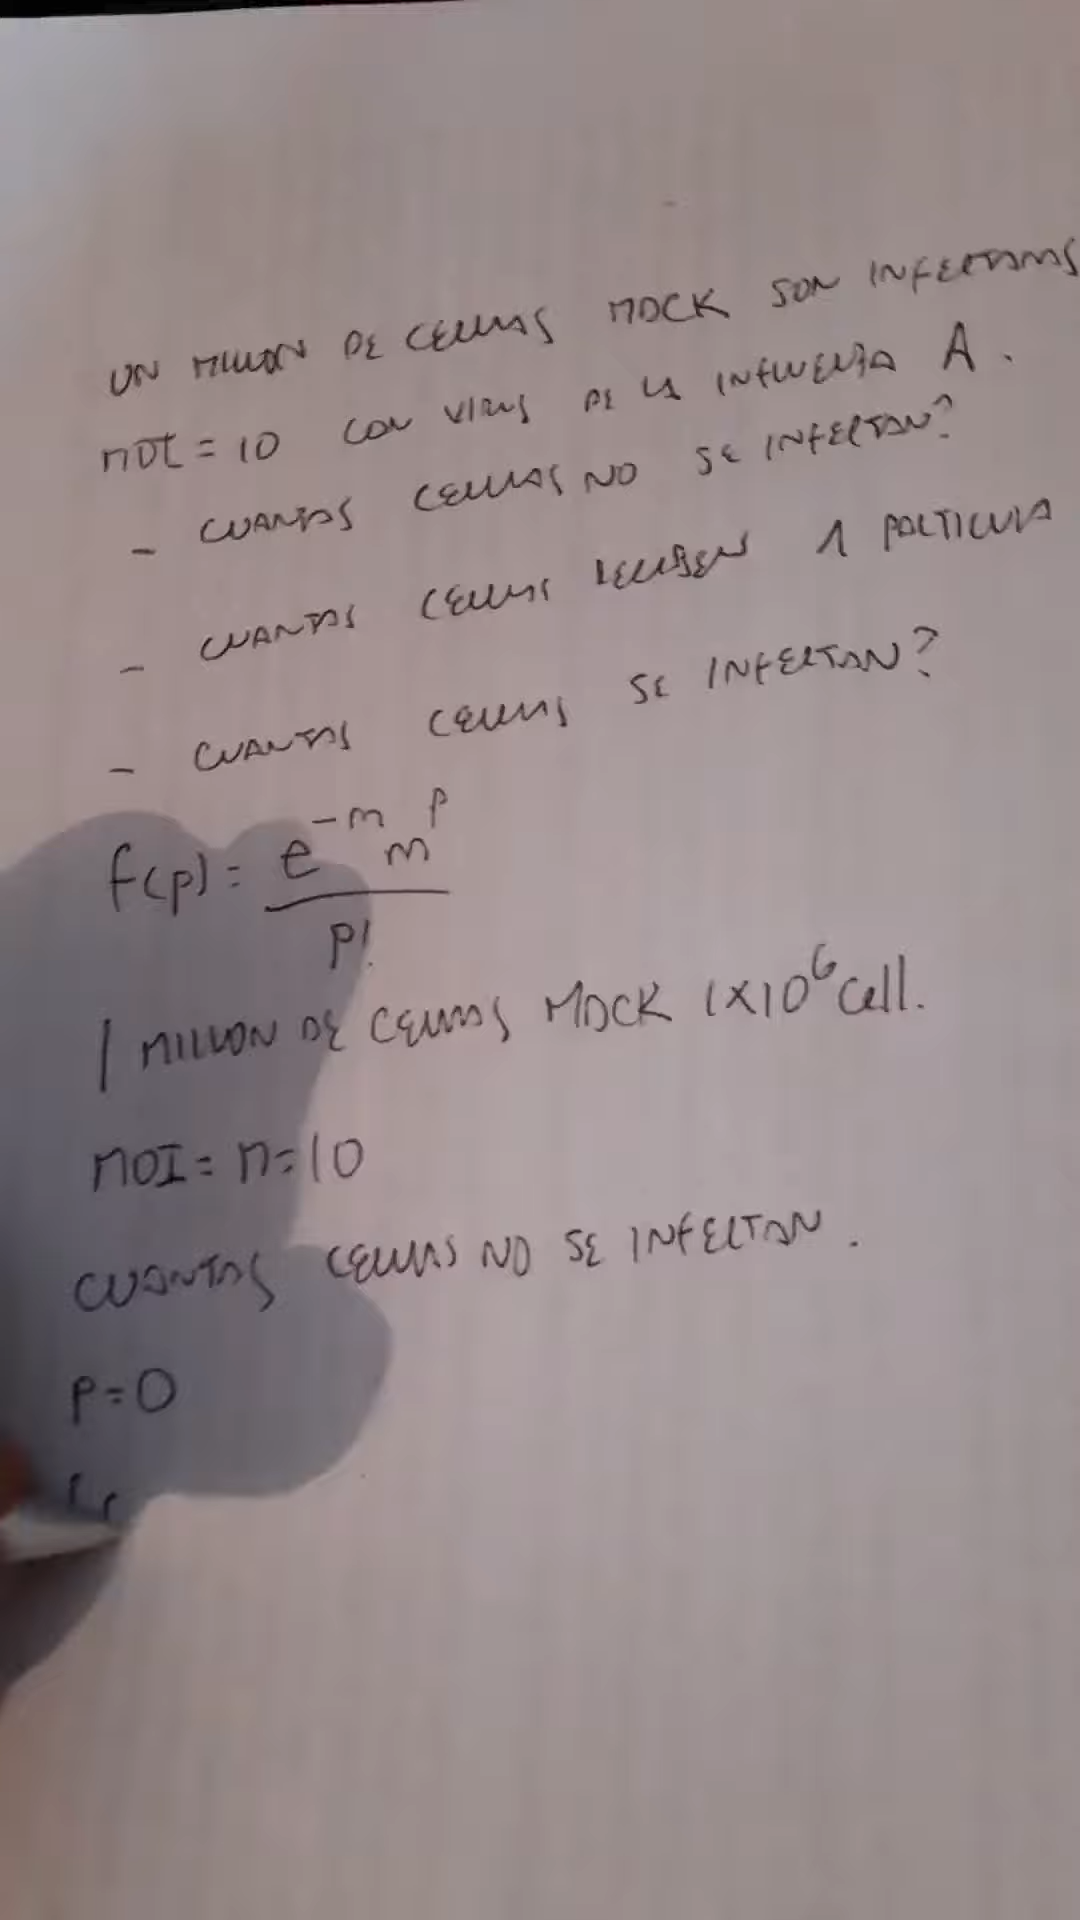 UN MILLON DE CELULAS MDCK SON INFECTADAS
MOI = 10 CON VIRUS DE LA INFLUENZA A.
- CUANTAS CELULAS NO SE INFECTAN?
- CUANTAS CELULAS RECIBEN 1 PARTICULA
- CUANTAS CELULAS SE INFECTAN?
f(p) = e^-m m^p / p!
1 MILLON DE CELULAS MDCK 1x10^6 cell.
MOI = m = 10
CUANTAS CELULAS NO SE INFECTAN.
P = 0